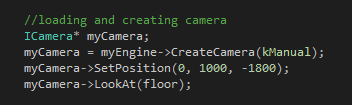 //loading and creating camera
ICamera* myCamera;
myCamera = myEngine->CreateCamera(kManual);
myCamera->SetPosition(0, 1000, -1800);
myCamera->LookAt(floor);